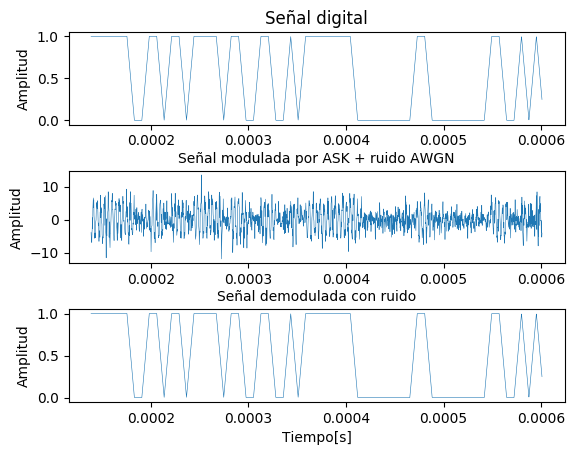 Señal digital
Amplitud
1.0
0.5
0.0
0.0002 0.0003 0.0004 0.0005 0.0006
Señal modulada por ASK + ruido AWGN
Amplitud
10
0
−10
0.0002 0.0003 0.0004 0.0005 0.0006
Señal demodulada con ruido
Amplitud
1.0
0.5
0.0
0.0002 0.0003 0.0004 0.0005 0.0006
Tiempo[s]